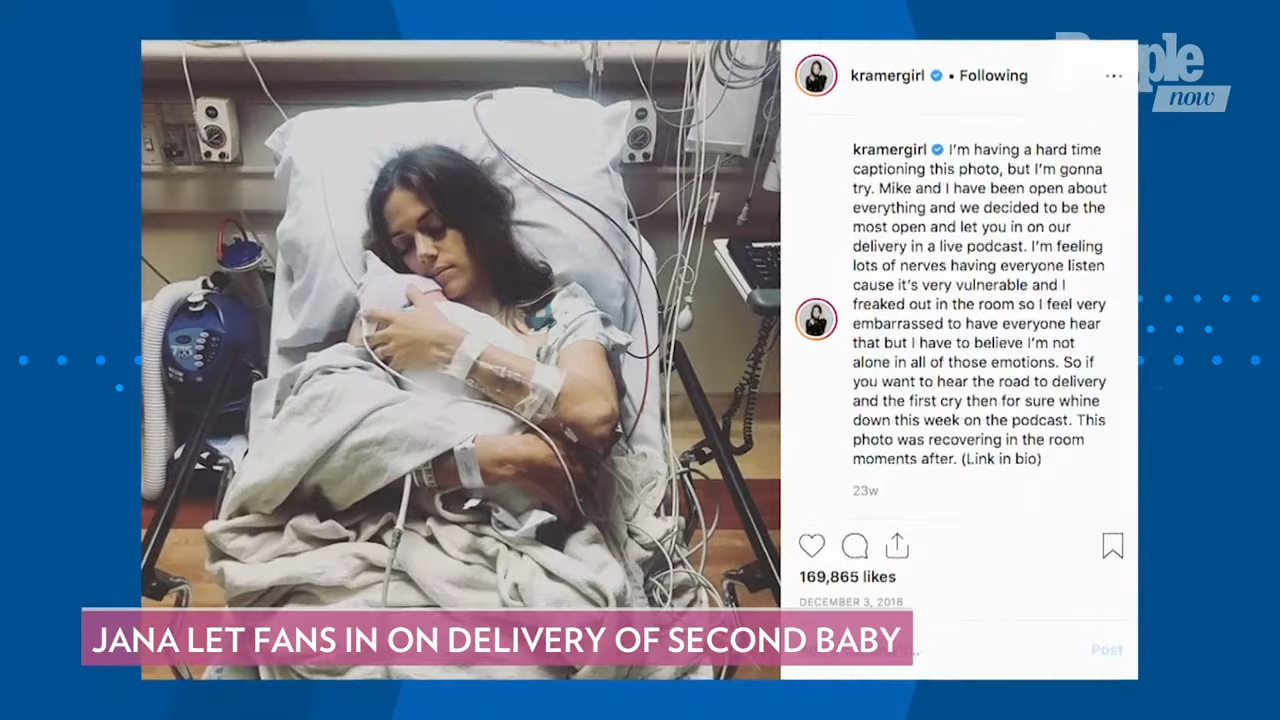 People
now
kramergirl • Following
kramergirl I'm having a hard time
captioning this photo, but I'm gonna
try. Mike and I have been open about
everything and we decided to be the
most open and let you in on our
delivery in a live podcast. I'm feeling
lots of nerves having everyone listen
cause it's very vulnerable and I
freaked out in the room so I feel very
embarrassed to have everyone hear
that but I have to believe I'm not
alone in all of those emotions. So if
you want to hear the road to delivery
and the first cry then for sure whine
down this week on the podcast. This
photo was recovering in the room
moments after. (Link in bio)
23w
169,865 likes
DECEMBER 3, 2018
Post
JANA LET FANS IN ON DELIVERY OF SECOND BABY